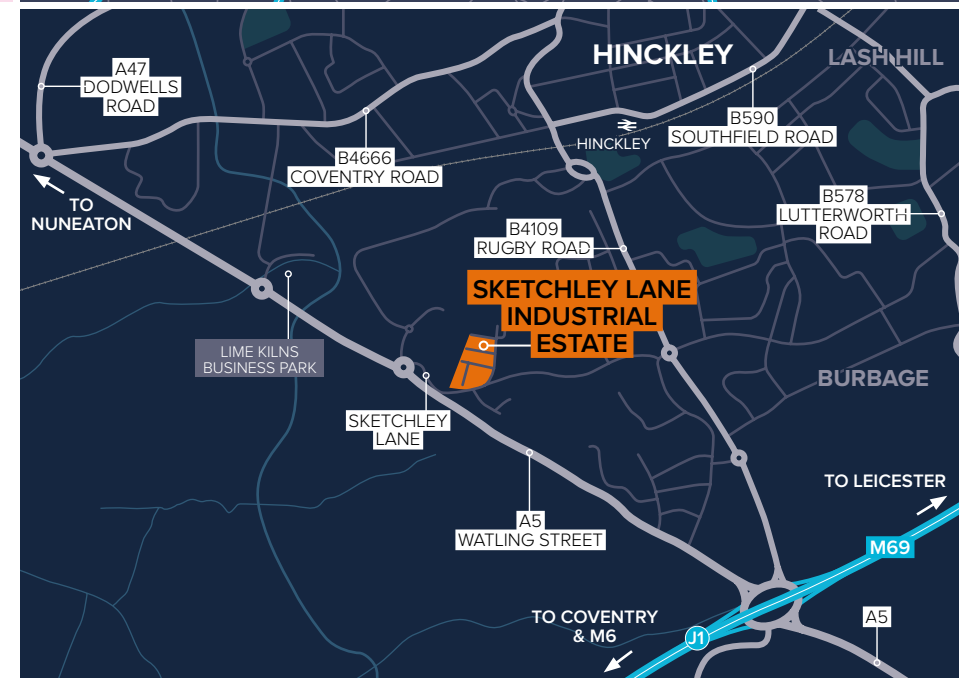 HINCKLEY
LASH HILL
A47
DODWELLS
ROAD
B590
SOUTHFIELD ROAD
HINCKLEY
B4666
COVENTRY ROAD
TO
NUNEATON
B578
LUTTERWORTH
ROAD
B4109
RUGBY ROAD
SKETCHLEY LANE
INDUSTRIAL
ESTATE
LIME KILNS
BUSINESS PARK
BURBAGE
SKETCHLEY
LANE
TO LEICESTER
A5
WATLING STREET
M69
TO COVENTRY
& M6
J1
A5